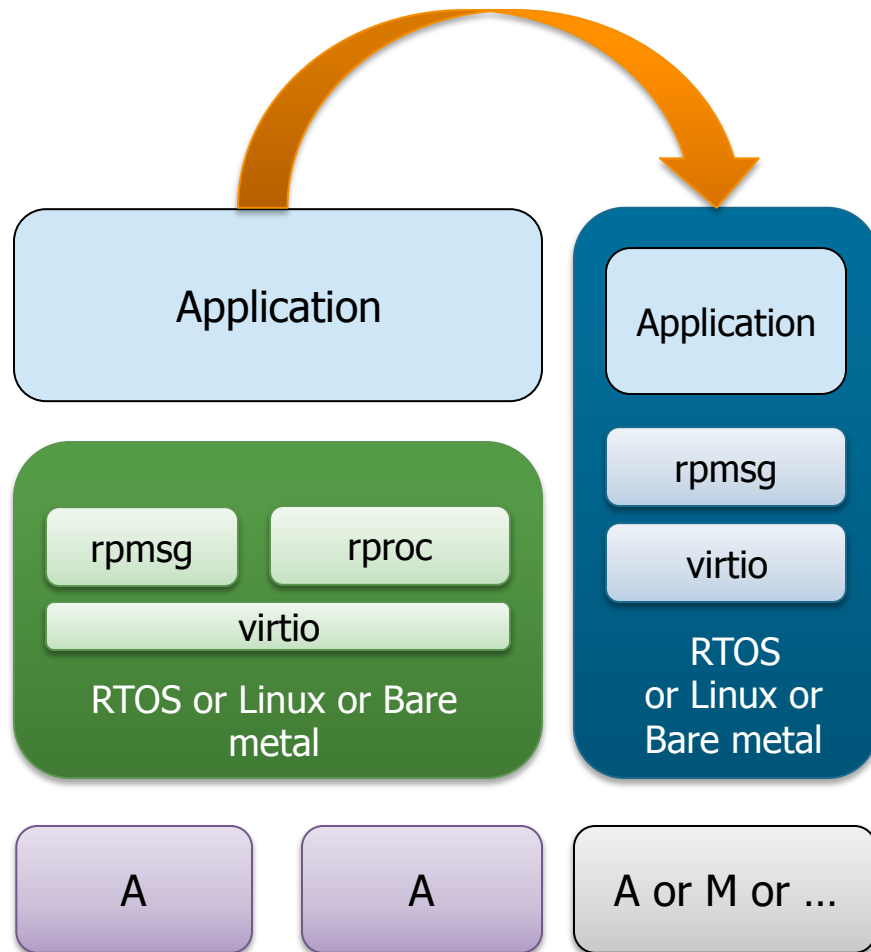 Application
Application
rpmsg
rproc
virtio
RTOS or Linux or Bare
metal
rpmsg
virtio
RTOS
or Linux or
Bare metal
A
A
A or M or ...